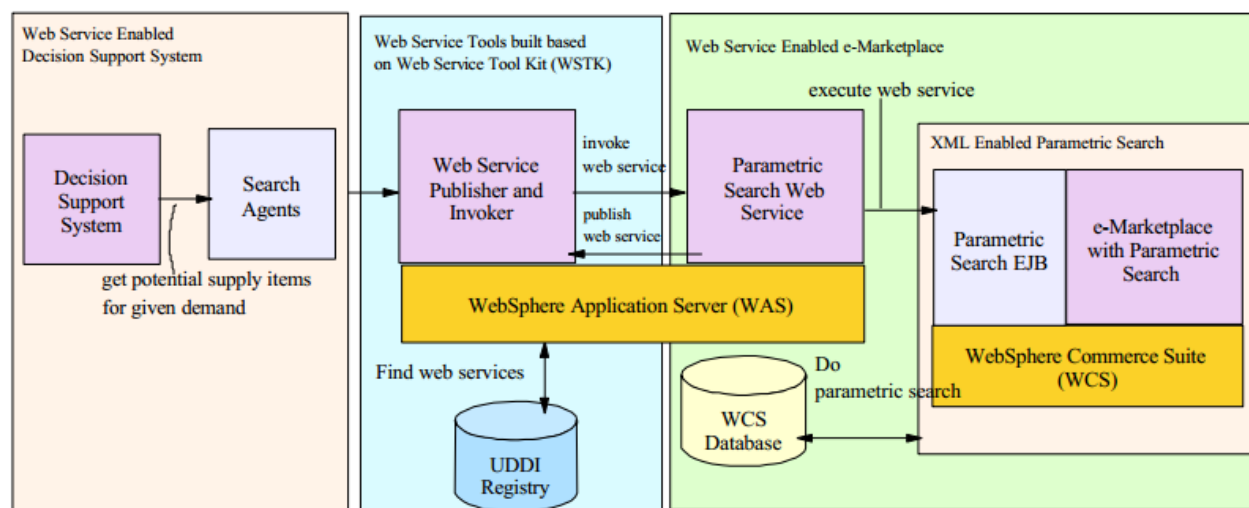 Web Service Enabled
Decision Support System
Decision
Support
System
Search
Agents
get potential supply items
for given demand
Web Service Tools built based
on Web Service Tool Kit (WSTK)
Web Service
Publisher and
Invoker
invoke
web service
publish
web service
WebSphere Application Server (WAS)
Find web services
UDDI
Registry
Web Service Enabled e-Marketplace
execute web service
Parametric
Search Web
Service
XML Enabled Parametric Search
Parametric
Search EJB
e-Marketplace
with Parametric
Search
WebSphere Commerce Suite
(WCS)
Do
parametric search
WCS
Database